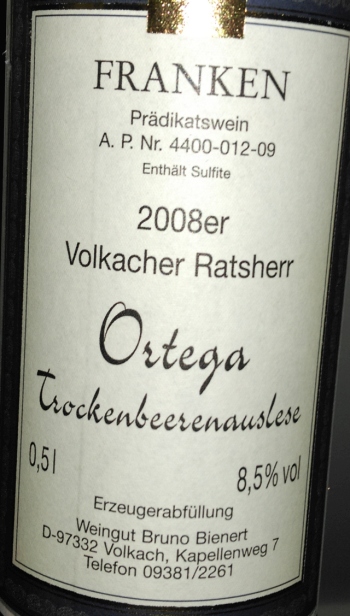 FRANKEN
Prädikatswein
A. P. Nr. 4400-012-09
Enthält Sulfite
2008er
Volkacher Ratsherr
Ortega
Trockenbeerenauslese
0,5 l
8,5% vol
Erzeugerabfüllung
Weingut Bruno Bienert
D-97332 Volkach, Kapellenweg 7
Telefon 09381/2261